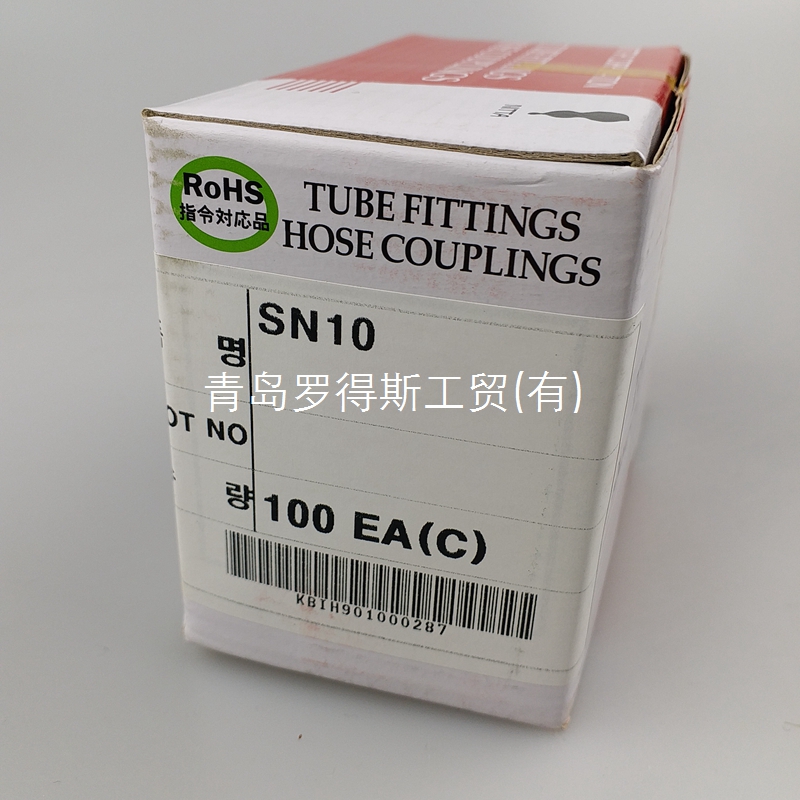 NITTA
RoHS
指令対応品
TUBE FITTINGS
HOSE COUPLINGS
명
SN10
青岛罗得斯工贸(有)
OT NO
량
100 EA(C)
KBIH901000287